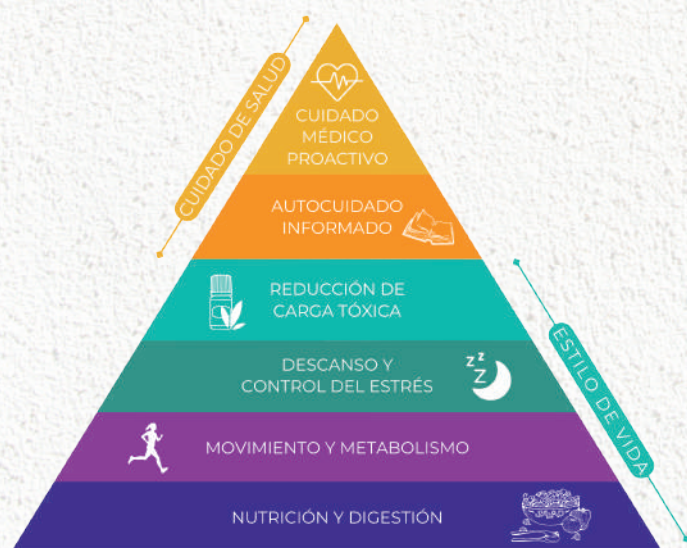 CUIDADO DE SALUD
CUIDADO
MÉDICO
PROACTIVO
AUTOCUIDADO
INFORMADO
REDUCCIÓN DE
CARGA TÓXICA
ESTILO DE VIDA
DESCANSO Y
CONTROL DEL ESTRÉS
z z
Z
MOVIMIENTO Y METABOLISMO
NUTRICIÓN Y DIGESTIÓN